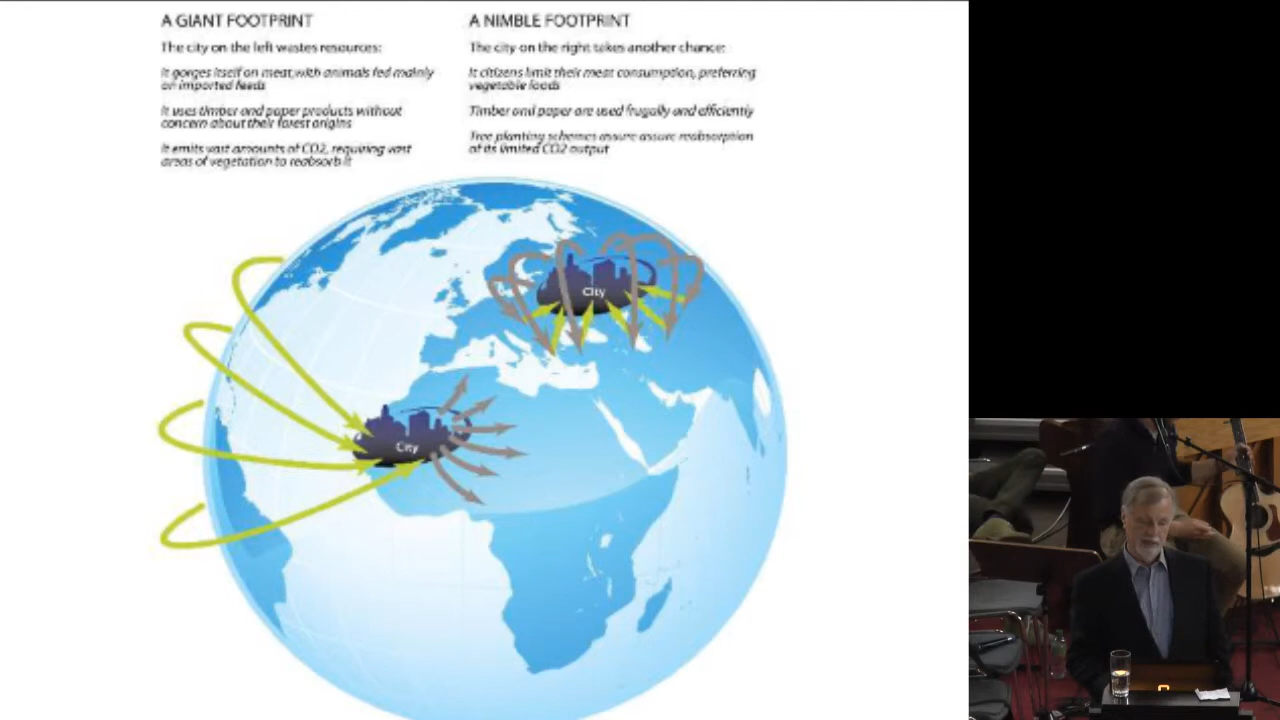 A GIANT FOOTPRINT
The city on the left wastes resources:
It gorges itself on meat,with animals fed mainly
on imported feeds
It uses timber and paper products without
concern about their forest origins
It emits vast amounts of CO2, requiring vast
areas of vegetation to reabsorb it
A NIMBLE FOOTPRINT
The city on the right takes another chance:
It citizens limit their meat consumption, preferring
vegetable foods
Timber and paper are used frugally and efficiently
Tree planting schemes assure assure reabsorption
of its limited CO2 output
City
City